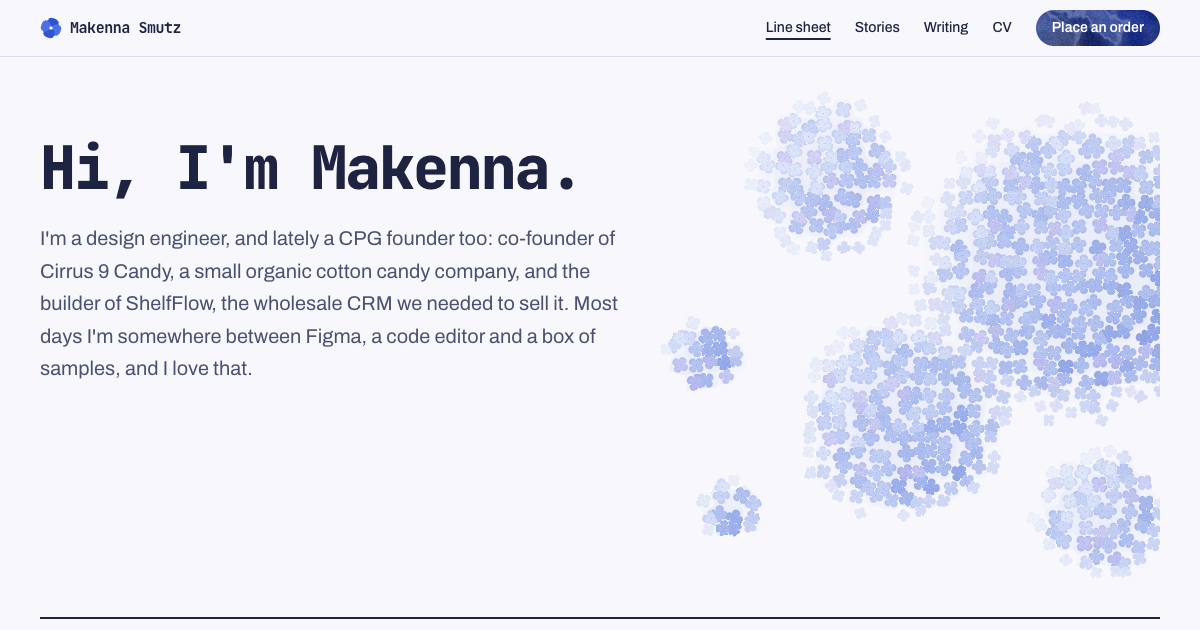 Makenna Smutz
Line sheet
Stories
Writing
CV
Place an order
Hi, I'm Makenna.
I'm a design engineer, and lately a CPG founder too: co-founder of
Cirrus 9 Candy, a small organic cotton candy company, and the
builder of ShelfFlow, the wholesale CRM we needed to sell it. Most
days I'm somewhere between Figma, a code editor and a box of
samples, and I love that.